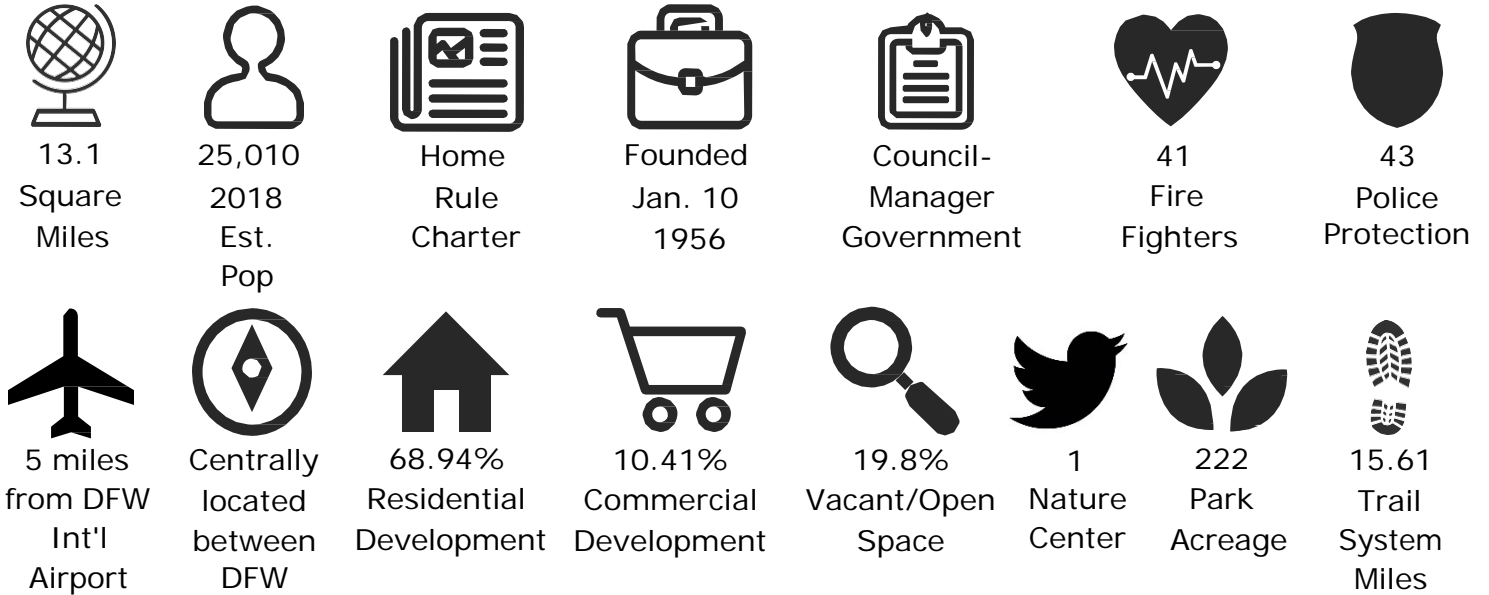 13.1
Square
Miles
25,010
2018
Est.
Pop
Home
Rule
Charter
Founded
Jan. 10
1956
Council-
Manager
Government
41
Fire
Fighters
43
Police
Protection
5 miles
from DFW
Int'l
Airport
Centrally
located
between
DFW
68.94%
Residential
Development
10.41%
Commercial
Development
19.8%
Vacant/Open
Space
1
Nature
Center
222
Park
Acreage
15.61
Trail
System
Miles